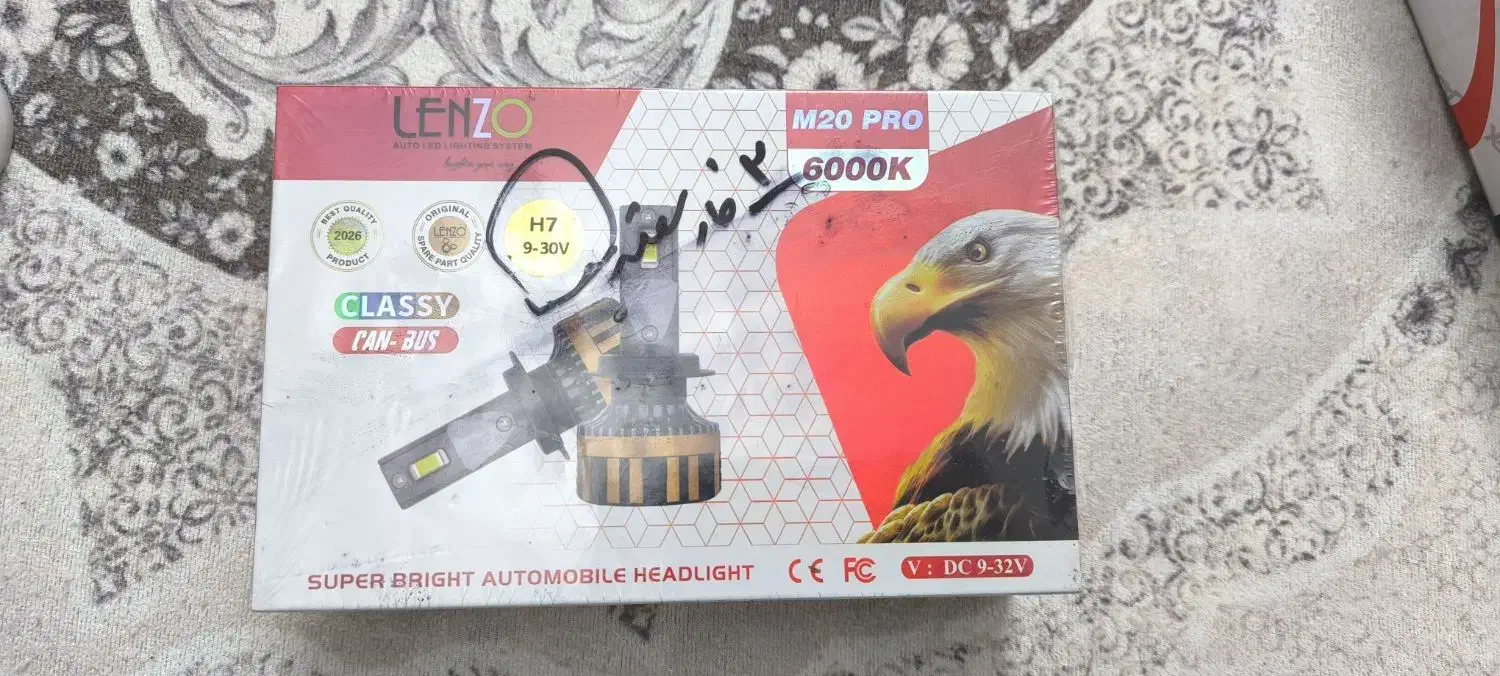 LENZO
AUTO LED LIGHTING SYSTEM
M20 PRO
6000K
BEST QUALITY
2026
PRODUCT
ORIGINAL
LENZO
SPARE PART QUALITY
H7
9-30V
CLASSY
CAN-BUS
SUPER BRIGHT AUTOMOBILE HEADLIGHT
CE FC
V : DC 9-32V